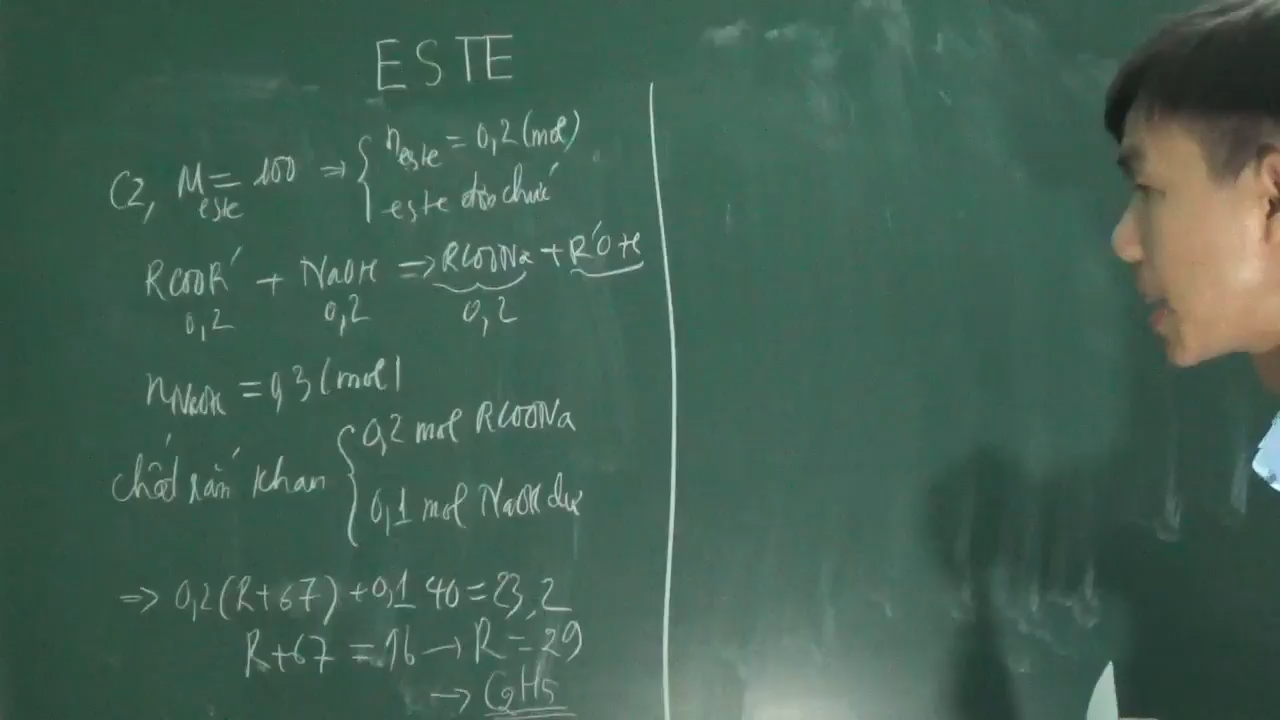 ESTE
C2, M este = 100 => { n este = 0,2 (mol)
este đơn chức
RCOOR' + NaOH => RCOONa + R'OH
0,2 0,2 0,2
nNaOH = 0,3 (mol)
chất rắn khan { 0,2 mol RCOONa
0,1 mol NaOH dư
=> 0,2(R+67) + 0,1 40 = 23,2
R+67 = 96 → R = 29
→ C2H5